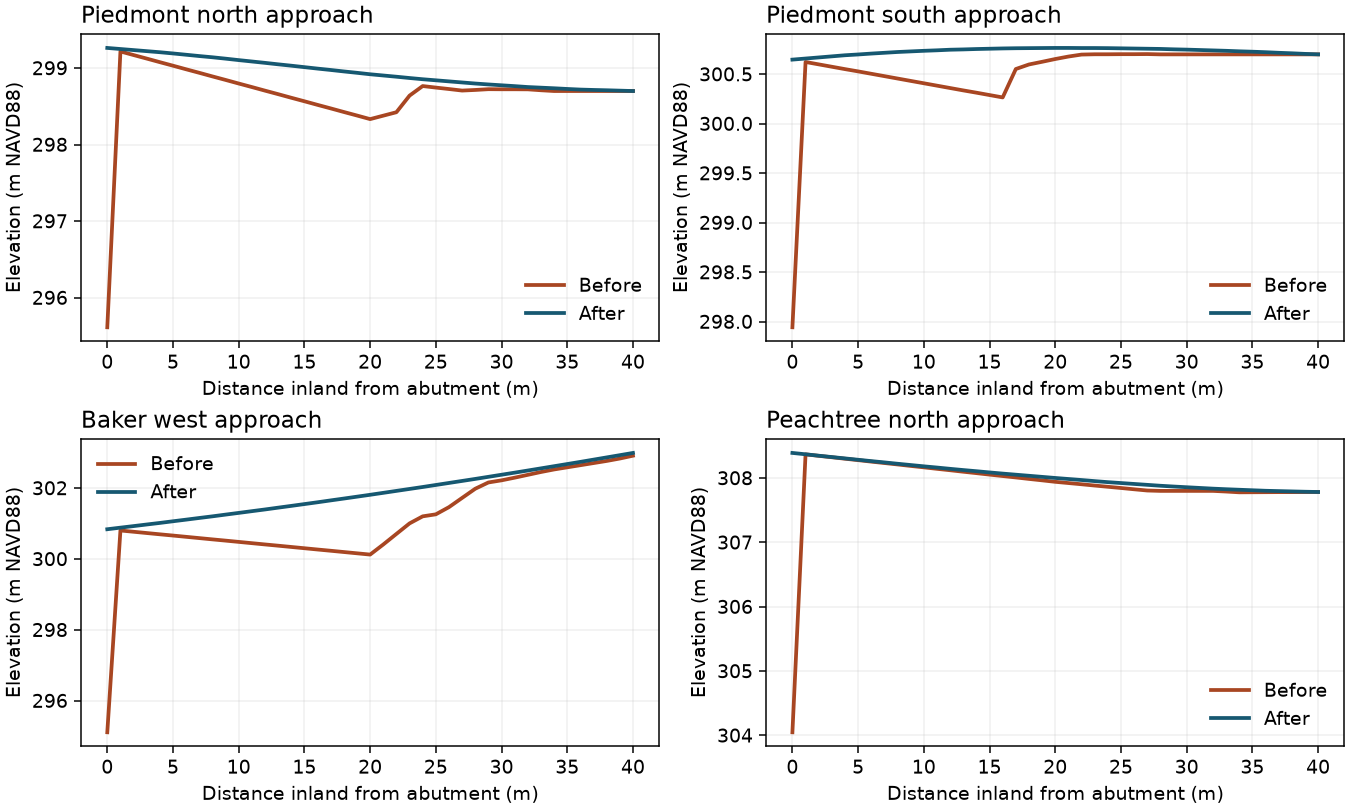 Piedmont north approach
Elevation (m NAVD88)
299
298
297
296
Before
After
0 5 10 15 20 25 30 35 40
Distance inland from abutment (m)
Piedmont south approach
Elevation (m NAVD88)
300.5
300.0
299.5
299.0
298.5
298.0
Before
After
0 5 10 15 20 25 30 35 40
Distance inland from abutment (m)
Baker west approach
Elevation (m NAVD88)
Before
After
302
300
298
296
0 5 10 15 20 25 30 35 40
Distance inland from abutment (m)
Peachtree north approach
Elevation (m NAVD88)
308
307
306
305
304
Before
After
0 5 10 15 20 25 30 35 40
Distance inland from abutment (m)